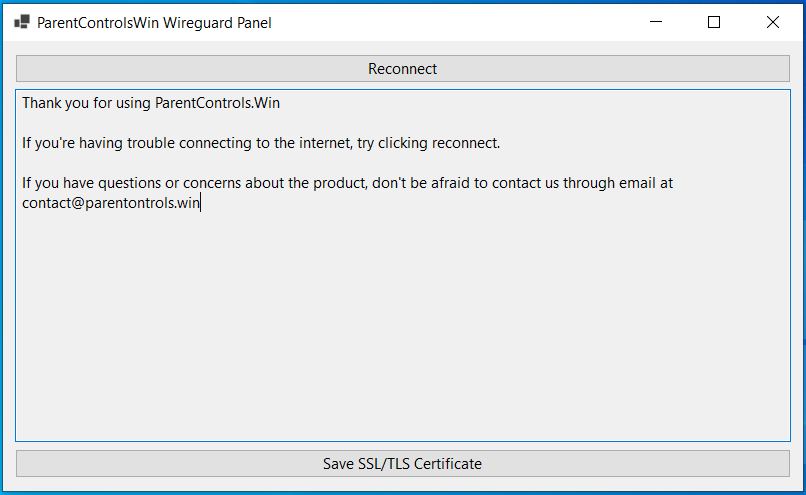 ParentControlsWin Wireguard Panel
Reconnect
Thank you for using ParentControls.Win
If you're having trouble connecting to the internet, try clicking reconnect.
If you have questions or concerns about the product, don't be afraid to contact us through email at
contact@parentontrols.win
Save SSL/TLS Certificate